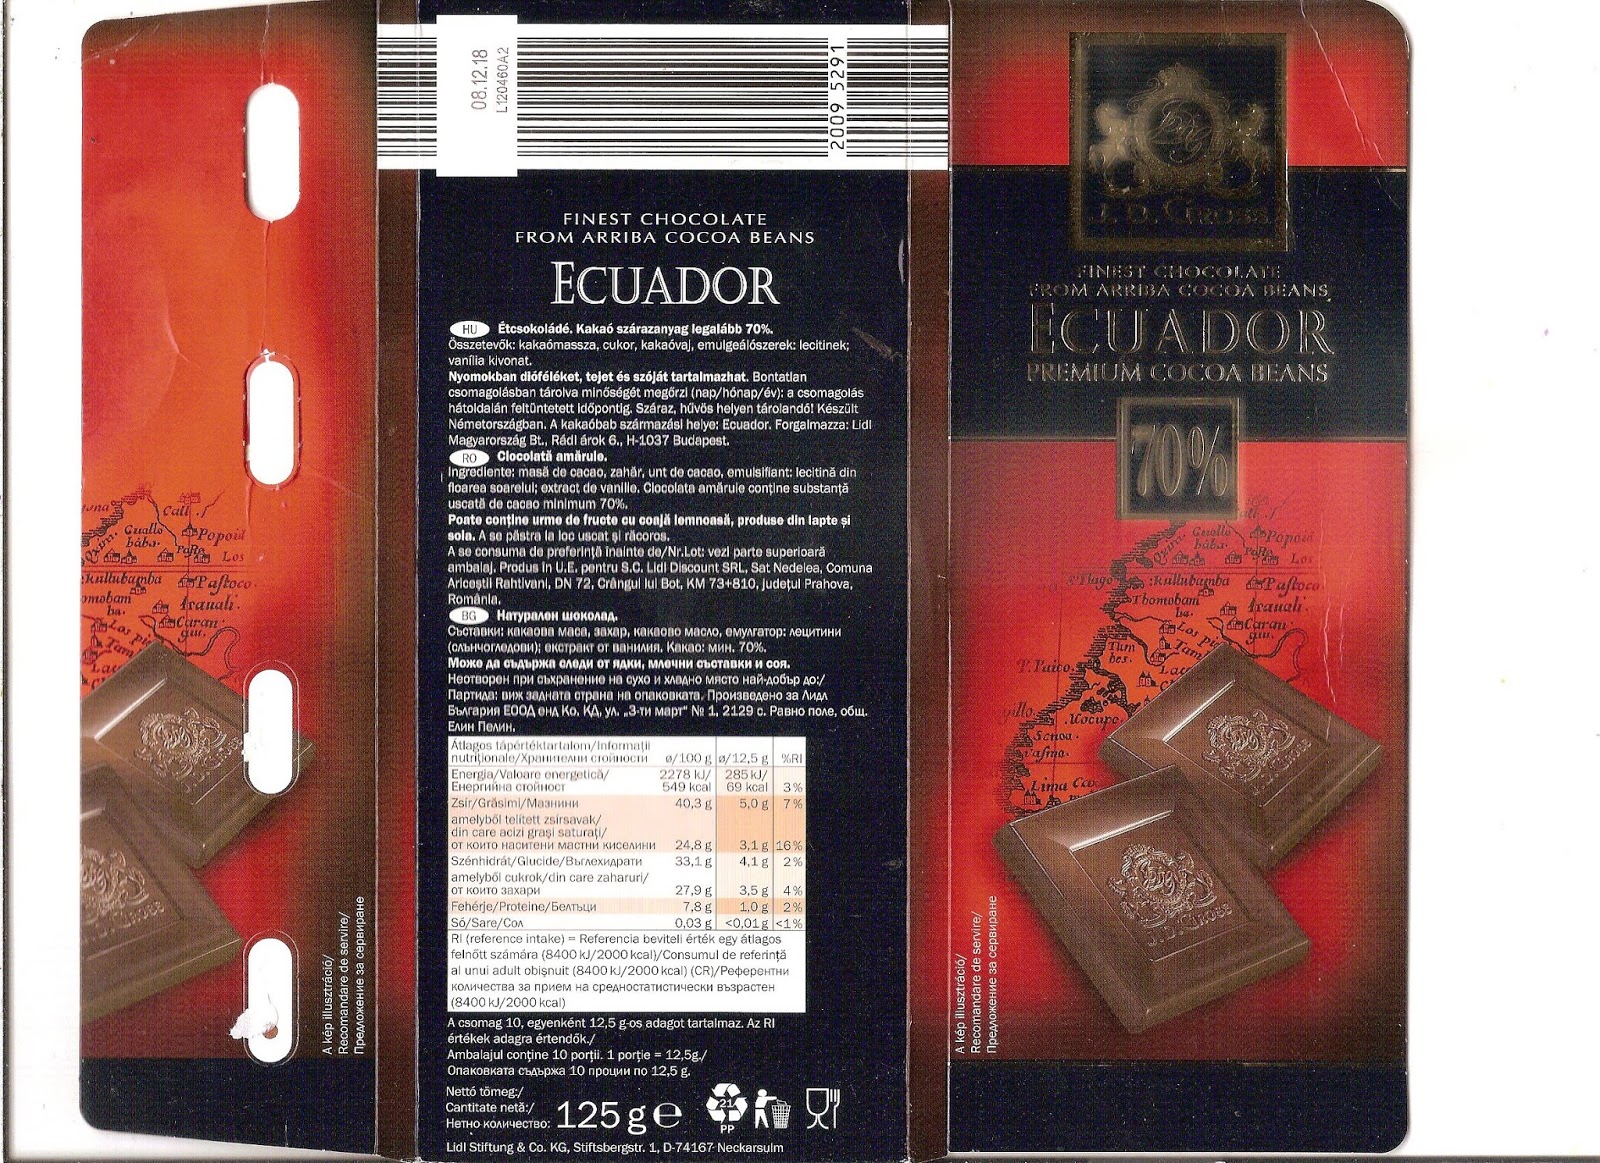 08.12.18
L120460A2
2009 5291
FINEST CHOCOLATE
FROM ARRIBA COCOA BEANS
ECUADOR
HU Étcsokoládé. Kakaó szárazanyag legalább 70%.
Összetevők: kakaómassza, cukor, kakaóvaj, emulgeálószerek: lecitinek;
vanília kivonat.
Nyomokban dióféléket, tejet és szóját tartalmazhat. Bontatlan
csomagolásban tárolva minőségét megőrzi (nap/hónap/év): a csomagolás
hátoldalán feltüntetett időpontig. Száraz, hűvös helyen tárolandó! Készült
Németországban. A kakaóbab származási helye: Ecuador. Forgalmazza: Lidl
Magyarország Bt., Rádl árok 6., H-1037 Budapest.
RO Ciocolată amăruie.
Ingrediente: masă de cacao, zahăr, unt de cacao, emulsifiant: lecitină din
floarea soarelui; extract de vanilie. Ciocolata amăruie conține substanță
uscată de cacao minimum 70%.
Poate conține urme de fructe cu coajă lemnoasă, produse din lapte și
soia. A se păstra la loc uscat și răcoros.
A se consuma de preferință înainte de/Nr.Lot: vezi parte superioară
ambalaj. Produs în U.E. pentru S.C. Lidl Discount SRL, Sat Nedelea, Comuna
Aricești Rahtivani, DN 72, Crângul lui Bot, KM 73+810, județul Prahova,
România.
BG Натурален шоколад.
Съставки: какаова маса, захар, какаово масло, емулгатор: лецитини
(слънчогледови); екстракт от ванилия. Какао: мин. 70%.
Може да съдържа следи от ядки, млечни съставки и соя.
Неотворен при съхранение на сухо и хладно място най-добър до:/
Партида: виж задната страна на опаковката. Произведено за Лидл
България ЕООД енд Ко. КД, ул. „3-ти март“ № 1, 2129 с. Равно поле, общ.
Елин Пелин.
Átlagos tápértéktartalom/Informații
nutriționale/Хранителни стойности ø/100 g ø/12,5 g %RI
Energia/Valoare energetică/ 2278 kJ/ 285 kJ/
Енергийна стойност 549 kcal 69 kcal 3%
Zsír/Grăsimi/Мазнини 40,3 g 5,0 g 7%
amelyből telített zsírsavak/
din care acizi grași saturați/
от които наситени мастни киселини 24,8 g 3,1 g 16%
Szénhidrát/Glucide/Въглехидрати 33,1 g 4,1 g 2%
amelyből cukrok/din care zaharuri/
от които захари 27,9 g 3,5 g 4%
Fehérje/Proteine/Белтъци 7,8 g 1,0 g 2%
Só/Sare/Сол 0,03 g <0,01 g <1%
RI (reference intake) = Referencia beviteli érték egy átlagos
felnőtt számára (8400 kJ/2000 kcal)/Consumul de referință
al unui adult obișnuit (8400 kJ/2000 kcal) (CR)/Референтни
количества за прием на средностатистически възрастен
(8400 kJ/2000 kcal)
A csomag 10, egyenként 12,5 g-os adagot tartalmaz. Az RI
értékek adagra értendők./
Ambalajul conține 10 porții. 1 porție = 12,5g./
Опаковката съдържа 10 порции по 12,5 g.
Nettó tömeg:/
Cantitate netă:/
Нетно количество: 125 g e
21
PP
Lidl Stiftung & Co. KG, Stiftsbergstr. 1, D-74167 Neckarsulm
A kép illusztráció/
Recomandare de servire/
Предложение за сервиране
J. D. GROSS
FINEST CHOCOLATE
FROM ARRIBA COCOA BEANS
ECUADOR
PREMIUM COCOA BEANS
70%
Popoiã
Guallo
babã.
Pasto
Los
Pastoco
Thomobam
ba.
Icauali
Caran
giu.
Tum
bes.
T. Paico
Mocupo
Lima
J.D.GROSS
J.D.GROSS
A kép illusztráció/
Recomandare de servire/
Предложение за сервиране